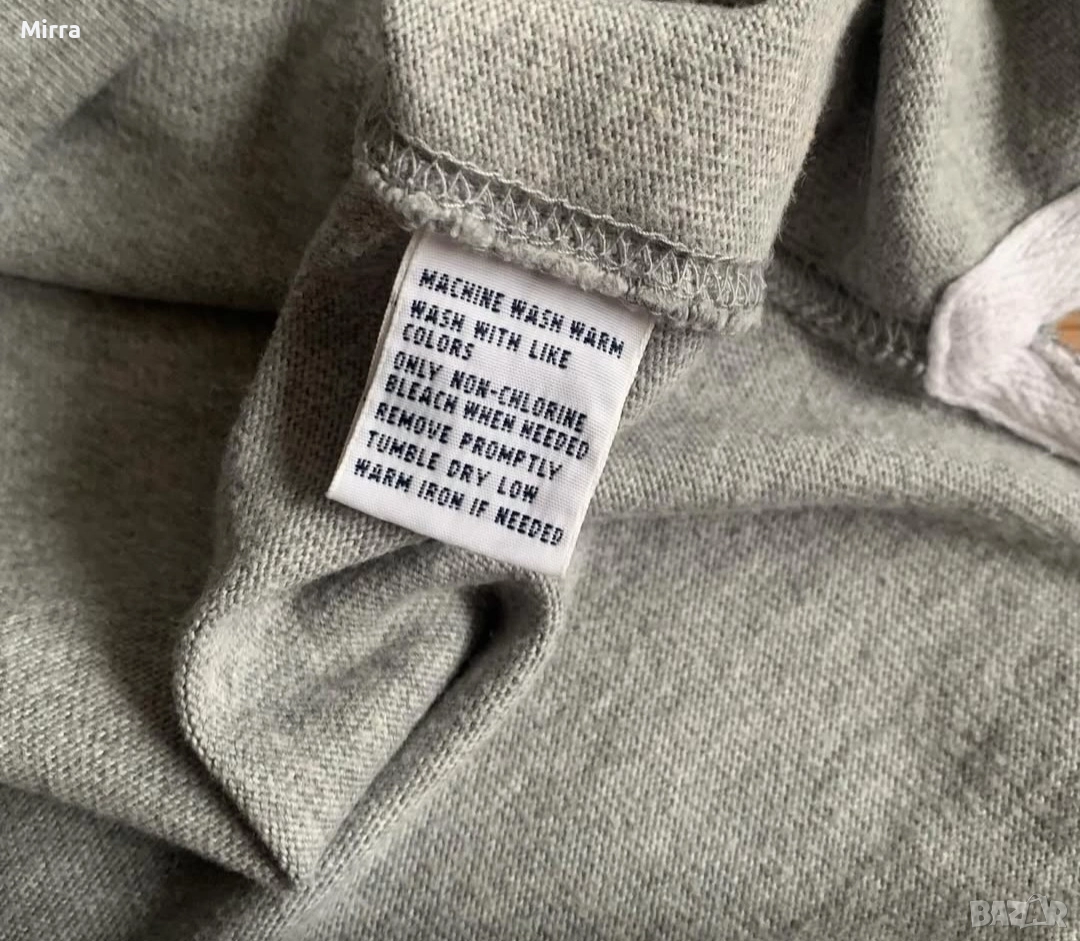 Mirra
MACHINE WASH WARM
WASH WITH LIKE
COLORS
ONLY NON-CHLORINE
BLEACH WHEN NEEDED
REMOVE PROMPTLY
TUMBLE DRY LOW
WARM IRON IF NEEDED
BAZAR